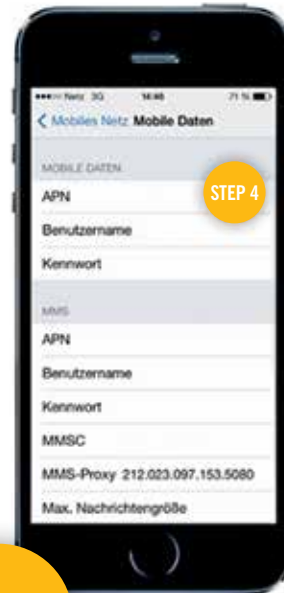 Netz 3G 14:46 71 %
Mobiles Netz Mobile Daten
MOBILE DATEN
APN
STEP 4
Benutzername
Kennwort
MMS
APN
Benutzername
Kennwort
MMSC
MMS-Proxy 212.023.097.153.5080
Max. Nachrichtengröße